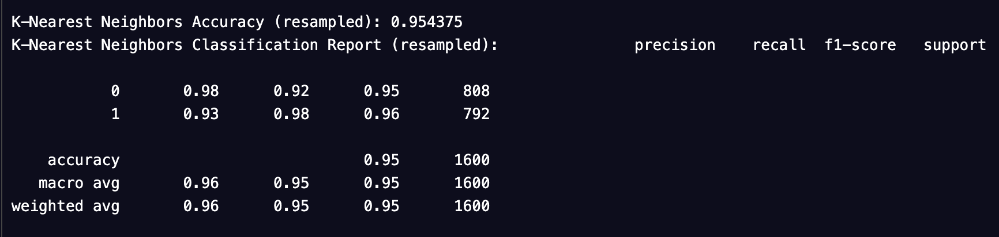 K-Nearest Neighbors Accuracy (resampled): 0.954375
K-Nearest Neighbors Classification Report (resampled):               precision    recall  f1-score   support
           0       0.98      0.92      0.95       808
           1       0.93      0.98      0.96       792
    accuracy                           0.95      1600
   macro avg       0.96      0.95      0.95      1600
weighted avg       0.96      0.95      0.95      1600